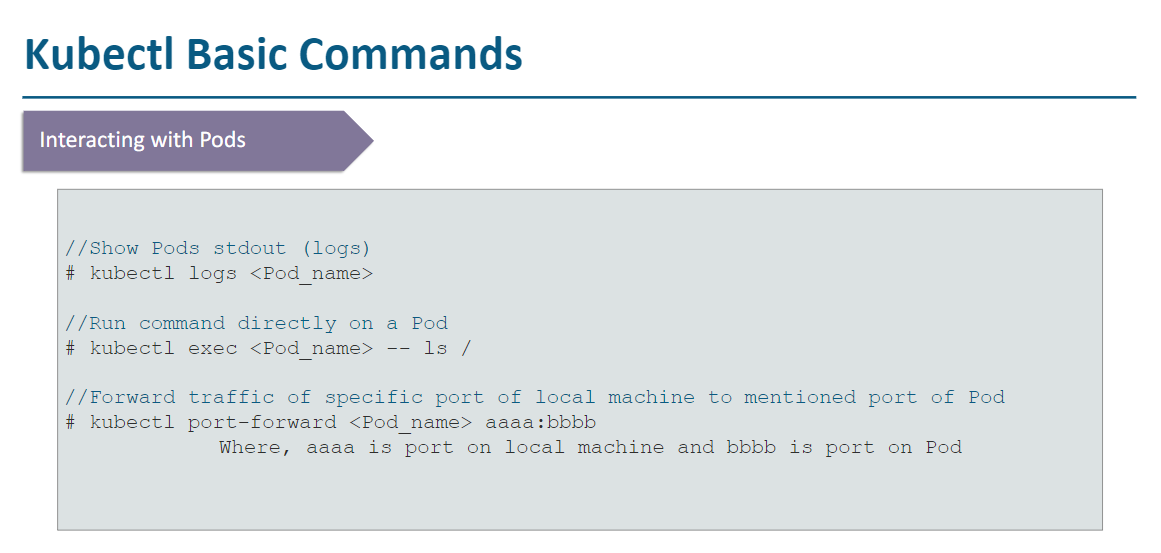 Kubectl Basic Commands
Interacting with Pods
//Show Pods stdout (logs)
# kubectl logs <Pod_name>
//Run command directly on a Pod
# kubectl exec <Pod_name> -- ls /
//Forward traffic of specific port of local machine to mentioned port of Pod
# kubectl port-forward <Pod_name> aaaa:bbbb
Where, aaaa is port on local machine and bbbb is port on Pod